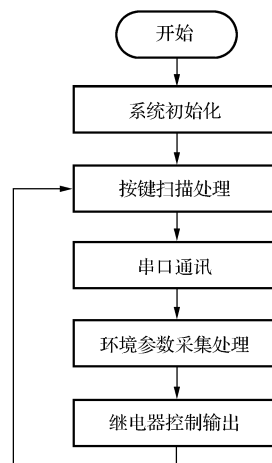 开始
系统初始化
按键扫描处理
串口通讯
环境参数采集处理
继电器控制输出